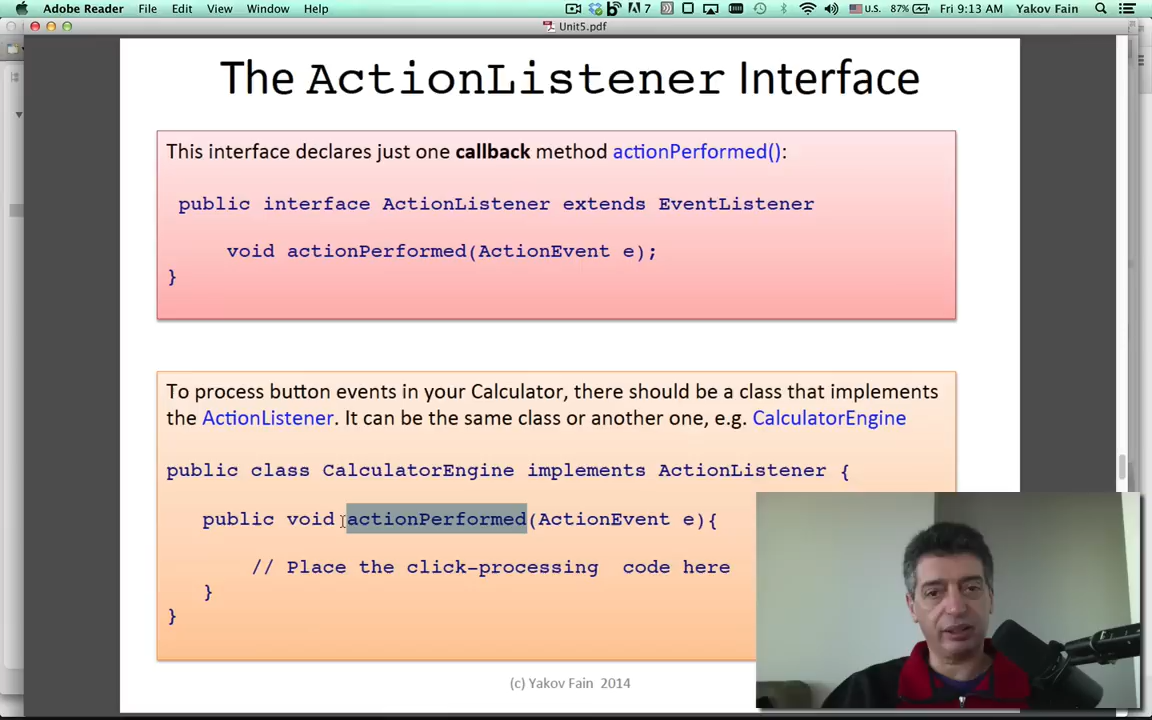 Adobe Reader File Edit View Window Help 7 U.S. 87% Fri 9:13 AM Yakov Fain
Unit5.pdf
The ActionListener Interface
This interface declares just one callback method actionPerformed():
public interface ActionListener extends EventListener
void actionPerformed(ActionEvent e);
}
To process button events in your Calculator, there should be a class that implements
the ActionListener. It can be the same class or another one, e.g. CalculatorEngine
public class CalculatorEngine implements ActionListener {
public void actionPerformed(ActionEvent e){
// Place the click-processing code here
}
}
(c) Yakov Fain 2014